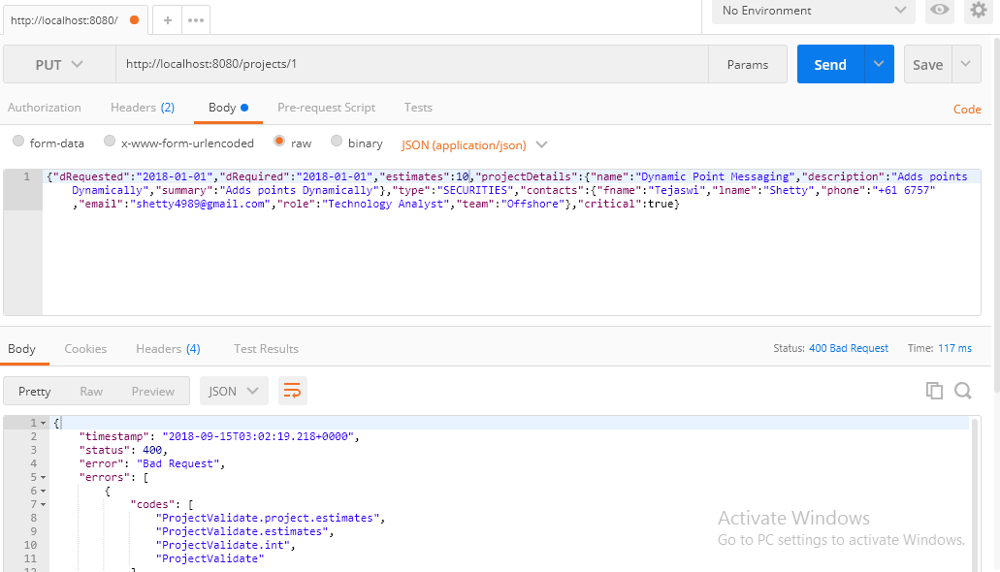 http://localhost:8080/
+
•••
No Environment
PUT
http://localhost:8080/projects/1
Params
Send
Save
Authorization
Headers (2)
Body
Pre-request Script
Tests
Code
form-data
x-www-form-urlencoded
raw
binary
JSON (application/json)
1 {"dRequested":"2018-01-01","dRequired":"2018-01-01","estimates":10,"projectDetails":{"name":"Dynamic Point Messaging","description":"Adds points
Dynamically","summary":"Adds points Dynamically"},"type":"SECURITIES","contacts":{"fname":"Tejaswi","lname":"Shetty","phone":"+61 6757"
,"email":"shetty4989@gmail.com","role":"Technology Analyst","team":"Offshore"},"critical":true}
Body
Cookies
Headers (4)
Test Results
Status: 400 Bad Request
Time: 117 ms
Pretty
Raw
Preview
JSON
1 {
2 "timestamp": "2018-09-15T03:02:19.218+0000",
3 "status": 400,
4 "error": "Bad Request",
5 "errors": [
6 {
7 "codes": [
8 "ProjectValidate.project.estimates",
9 "ProjectValidate.estimates",
10 "ProjectValidate.int",
11 "ProjectValidate"
12 ]
Activate Windows
Go to PC settings to activate Windows.